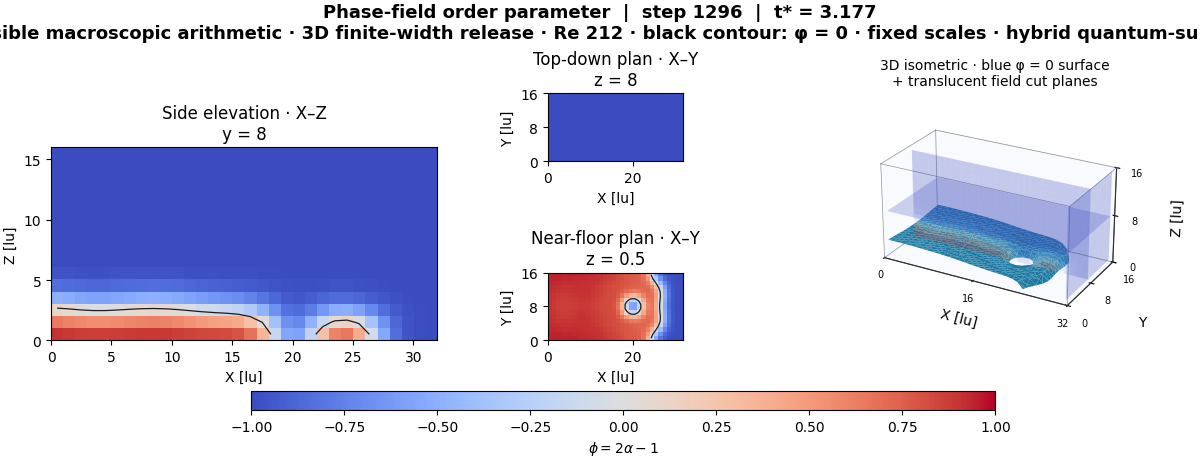 Phase-field order parameter | step 1296 | t* = 3.177
sible macroscopic arithmetic · 3D finite-width release · Re 212 · black contour: φ = 0 · fixed scales · hybrid quantum-su
Top-down plan · X–Y
z = 8
3D isometric · blue φ = 0 surface
+ translucent field cut planes
Side elevation · X–Z
y = 8
Z [lu]
15
10
5
0
0 5 10 15 20 25 30
X [lu]
Y [lu]
16
8
0
0 20
X [lu]
Near-floor plan · X–Y
z = 0.5
Y [lu]
16
8
0
0 20
X [lu]
16
8
0
Z [lu]
0
16
32
X [lu]
0
8
16
Y
−1.00 −0.75 −0.50 −0.25 0.00 0.25 0.50 0.75 1.00
ϕ = 2α − 1